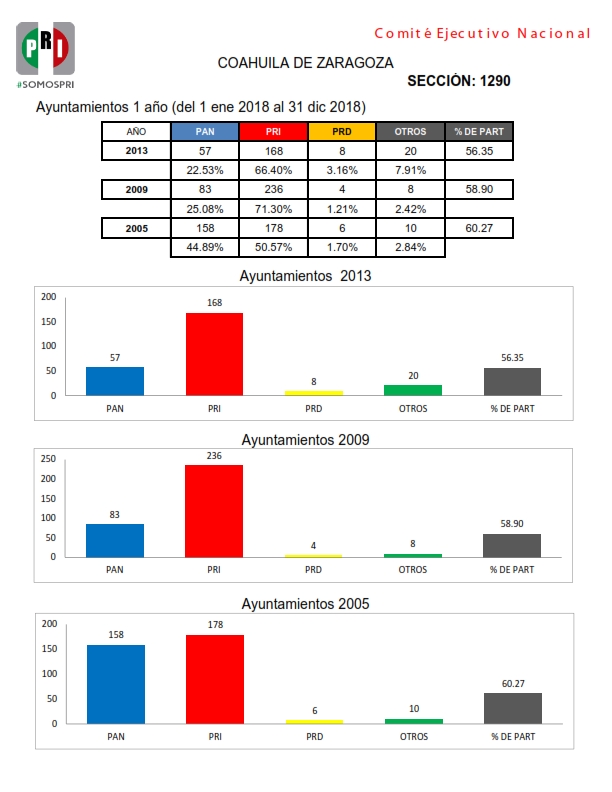 Comité Ejecutivo Nacional
PRI
#SOMOSPRI
COAHUILA DE ZARAGOZA
SECCIÓN: 1290
Ayuntamientos 1 año (del 1 ene 2018 al 31 dic 2018)
AÑO PAN PRI PRD OTROS % DE PART
2013 57 168 8 20 56.35
22.53% 66.40% 3.16% 7.91%
2009 83 236 4 8 58.90
25.08% 71.30% 1.21% 2.42%
2005 158 178 6 10 60.27
44.89% 50.57% 1.70% 2.84%
Ayuntamientos 2013
200
150
100
50
0
57 168 8 20 56.35
PAN PRI PRD OTROS % DE PART
Ayuntamientos 2009
250
200
150
100
50
0
83 236 4 8 58.90
PAN PRI PRD OTROS % DE PART
Ayuntamientos 2005
200
150
100
50
0
158 178 6 10 60.27
PAN PRI PRD OTROS % DE PART